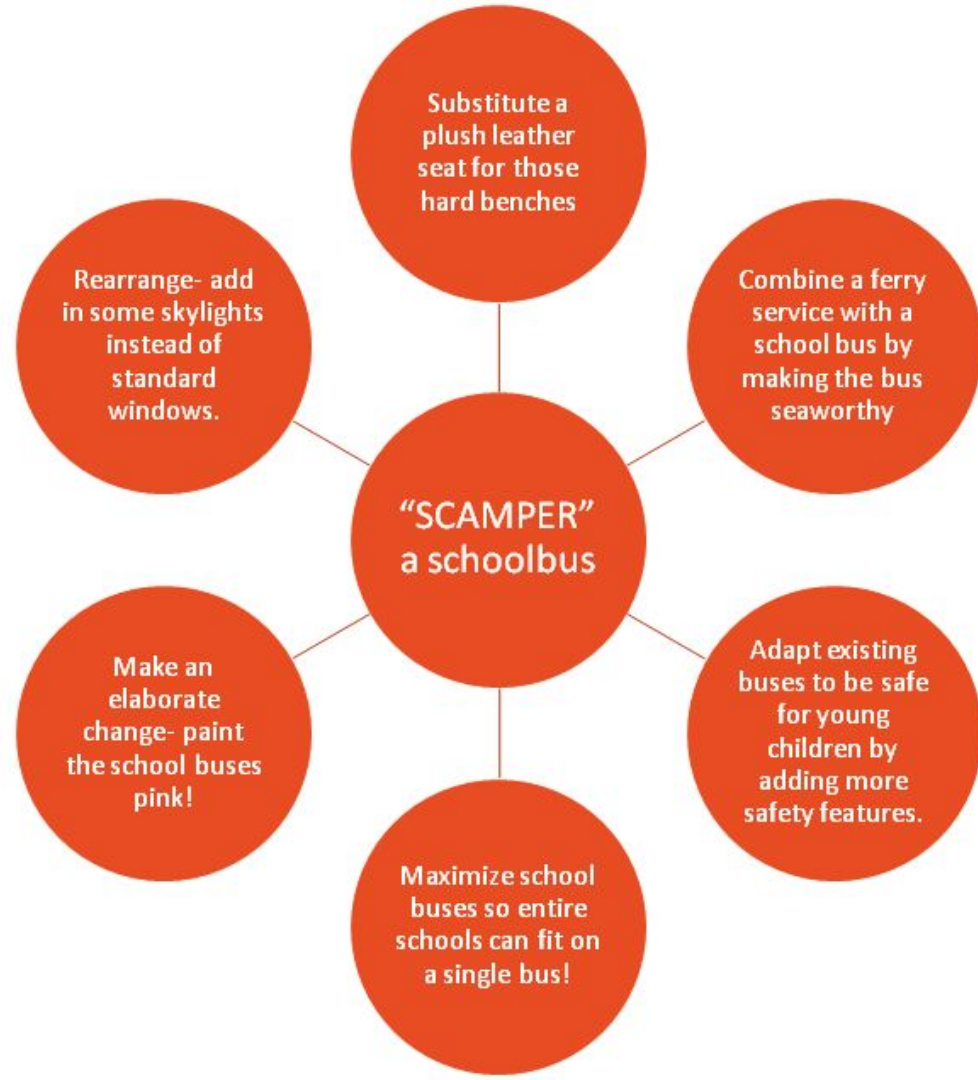 Substitute a
plush leather
seat for those
hard benches
Combine a ferry
service with a
school bus by
making the bus
seaworthy
Adapt existing
buses to be safe
for young
children by
adding more
safety features.
Maximize school
buses so entire
schools can fit on
a single bus!
Make an
elaborate
change- paint
the school buses
pink!
Rearrange- add
in some skylights
instead of
standard
windows.
“SCAMPER”
a schoolbus